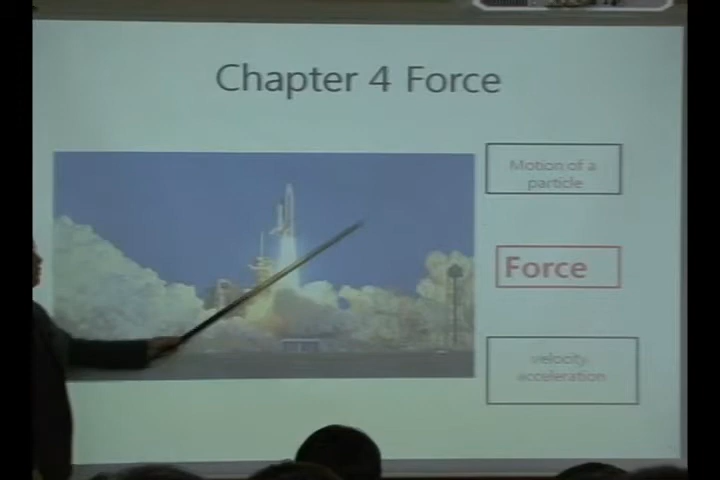 Chapter 4 Force
Motion of a
particle
Force
velocity
acceleration